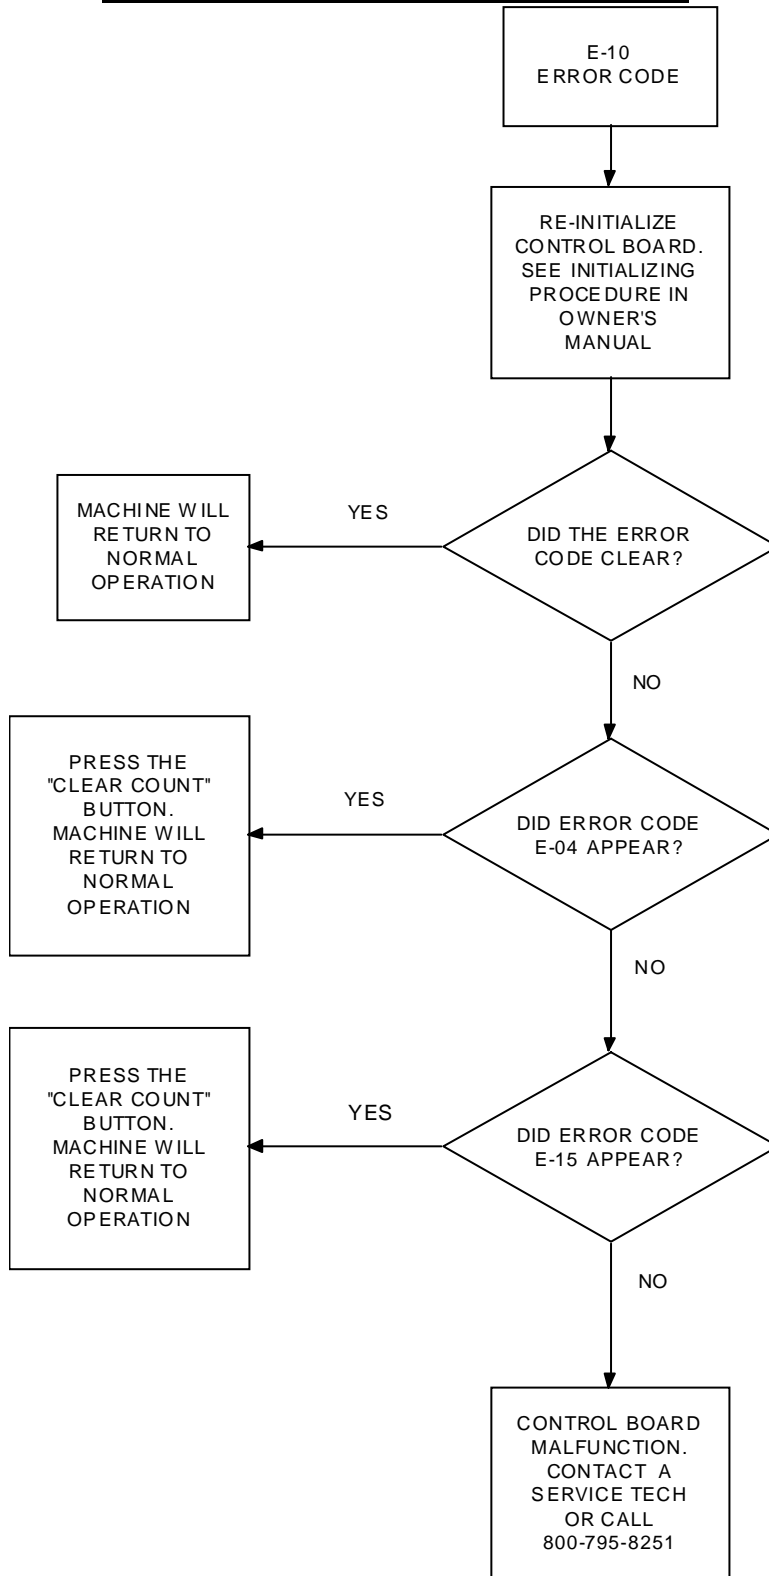 E-10
ERROR CODE
RE-INITIALIZE
CONTROL BOARD.
SEE INITIALIZING
PROCEDURE IN
OWNER'S
MANUAL
DID THE ERROR
CODE CLEAR?
YES
MACHINE WILL
RETURN TO
NORMAL
OPERATION
NO
DID ERROR CODE
E-04 APPEAR?
YES
PRESS THE
"CLEAR COUNT"
BUTTON.
MACHINE WILL
RETURN TO
NORMAL
OPERATION
NO
DID ERROR CODE
E-15 APPEAR?
YES
PRESS THE
"CLEAR COUNT"
BUTTON.
MACHINE WILL
RETURN TO
NORMAL
OPERATION
NO
CONTROL BOARD
MALFUNCTION.
CONTACT A
SERVICE TECH
OR CALL
800-795-8251